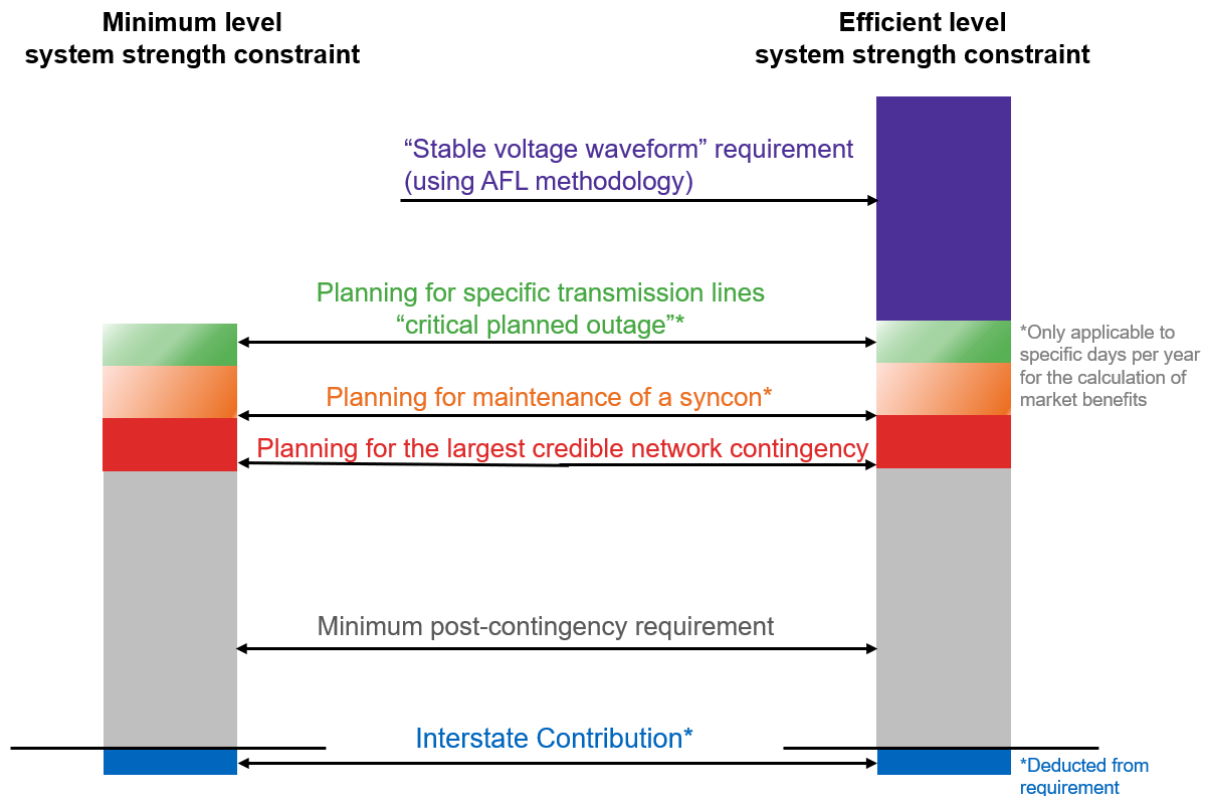 Minimum level
system strength constraint
Efficient level
system strength constraint
“Stable voltage waveform” requirement
(using AFL methodology)
Planning for specific transmission lines
“critical planned outage”*
*Only applicable to
specific days per year
for the calculation of
market benefits
Planning for maintenance of a syncon*
Planning for the largest credible network contingency
Minimum post-contingency requirement
Interstate Contribution*
*Deducted from
requirement